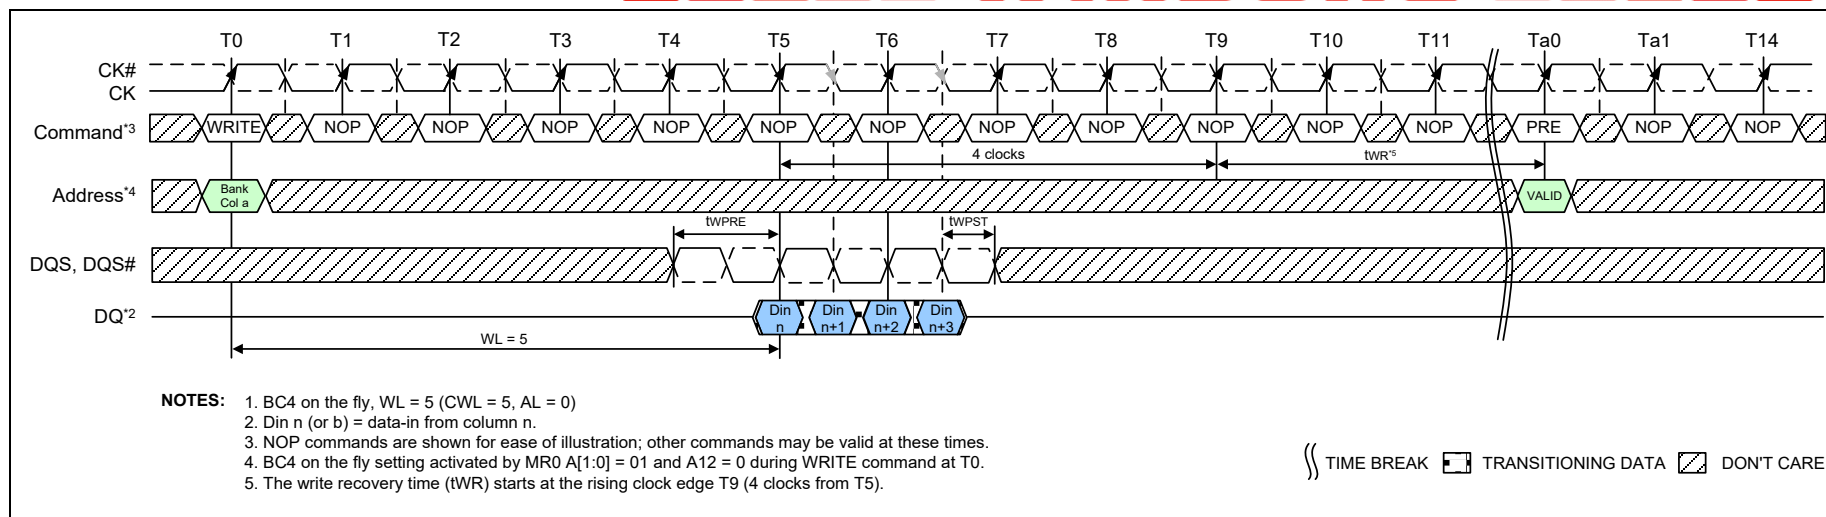 T0 T1 T2 T3 T4 T5 T6 T7 T8 T9 T10 T11 Ta0 Ta1 T14
CK#
CK
Command*3 WRITE NOP NOP NOP NOP NOP NOP NOP NOP NOP NOP NOP PRE NOP NOP
4 clocks tWR*5
Address*4 Bank Col a VALID
tWPRE tWPST
DQS, DQS#
DQ*2 Din n Din n+1 Din n+2 Din n+3
WL = 5
NOTES: 1. BC4 on the fly, WL = 5 (CWL = 5, AL = 0)
2. Din n (or b) = data-in from column n.
3. NOP commands are shown for ease of illustration; other commands may be valid at these times.
4. BC4 on the fly setting activated by MR0 A[1:0] = 01 and A12 = 0 during WRITE command at T0.
5. The write recovery time (tWR) starts at the rising clock edge T9 (4 clocks from T5).
TIME BREAK TRANSITIONING DATA DON'T CARE